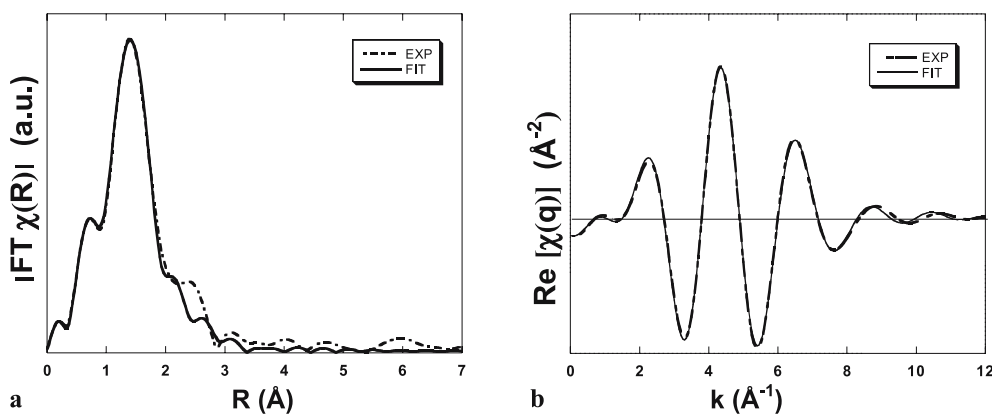 |FT χ(R)| (a.u.)
EXP
FIT
0 1 2 3 4 5 6 7
R (Å)
a
Re [χ(q)] (Å⁻²)
EXP
FIT
0 2 4 6 8 10 12
k (Å⁻¹)
b